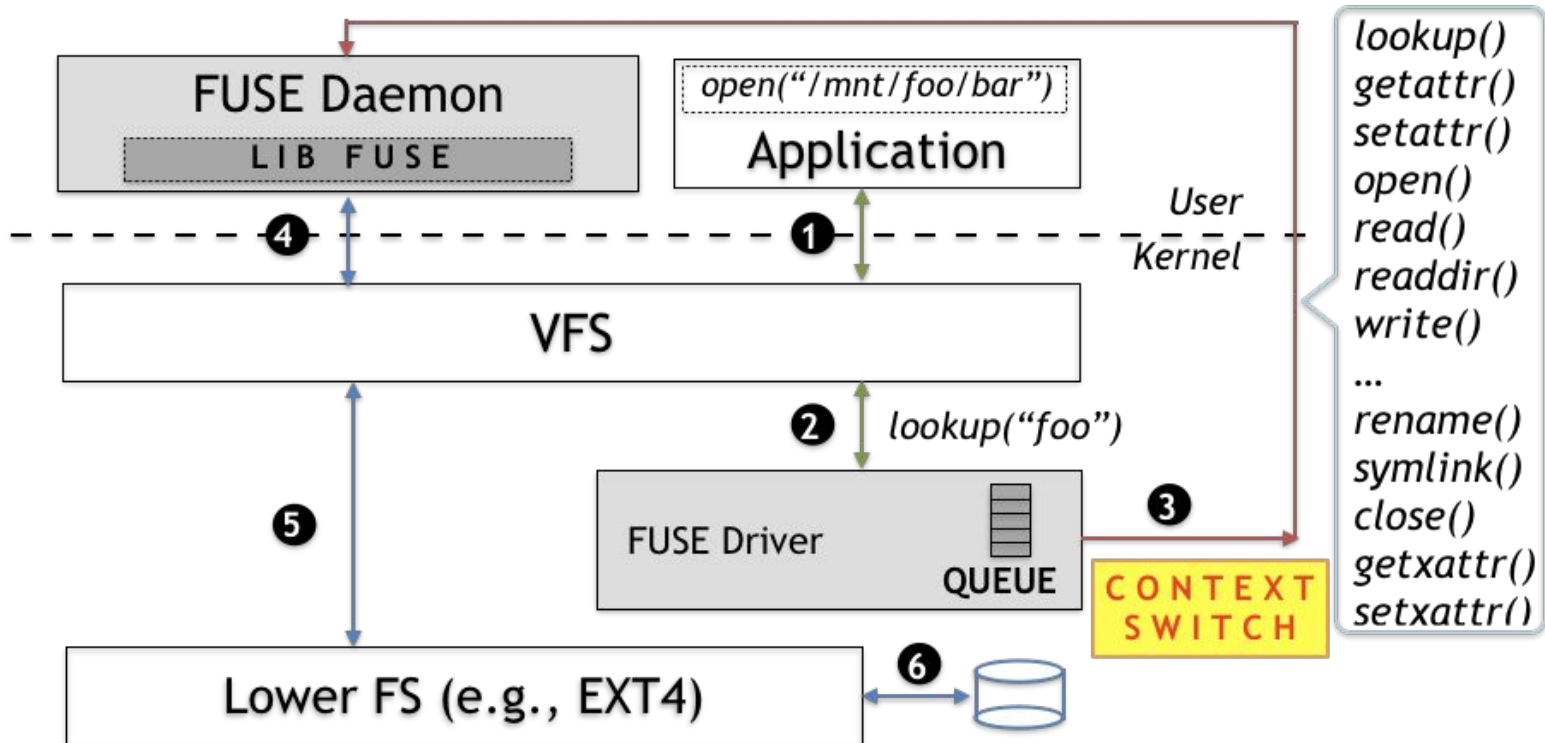 FUSE Daemon
LIB FUSE
open(“/mnt/foo/bar”)
Application
User
Kernel
4
1
VFS
2
lookup(“foo”)
5
3
FUSE Driver
QUEUE
CONTEXT
SWITCH
6
Lower FS (e.g., EXT4)
lookup()
getattr()
setattr()
open()
read()
readdir()
write()
…
rename()
symlink()
close()
getxattr()
setxattr()